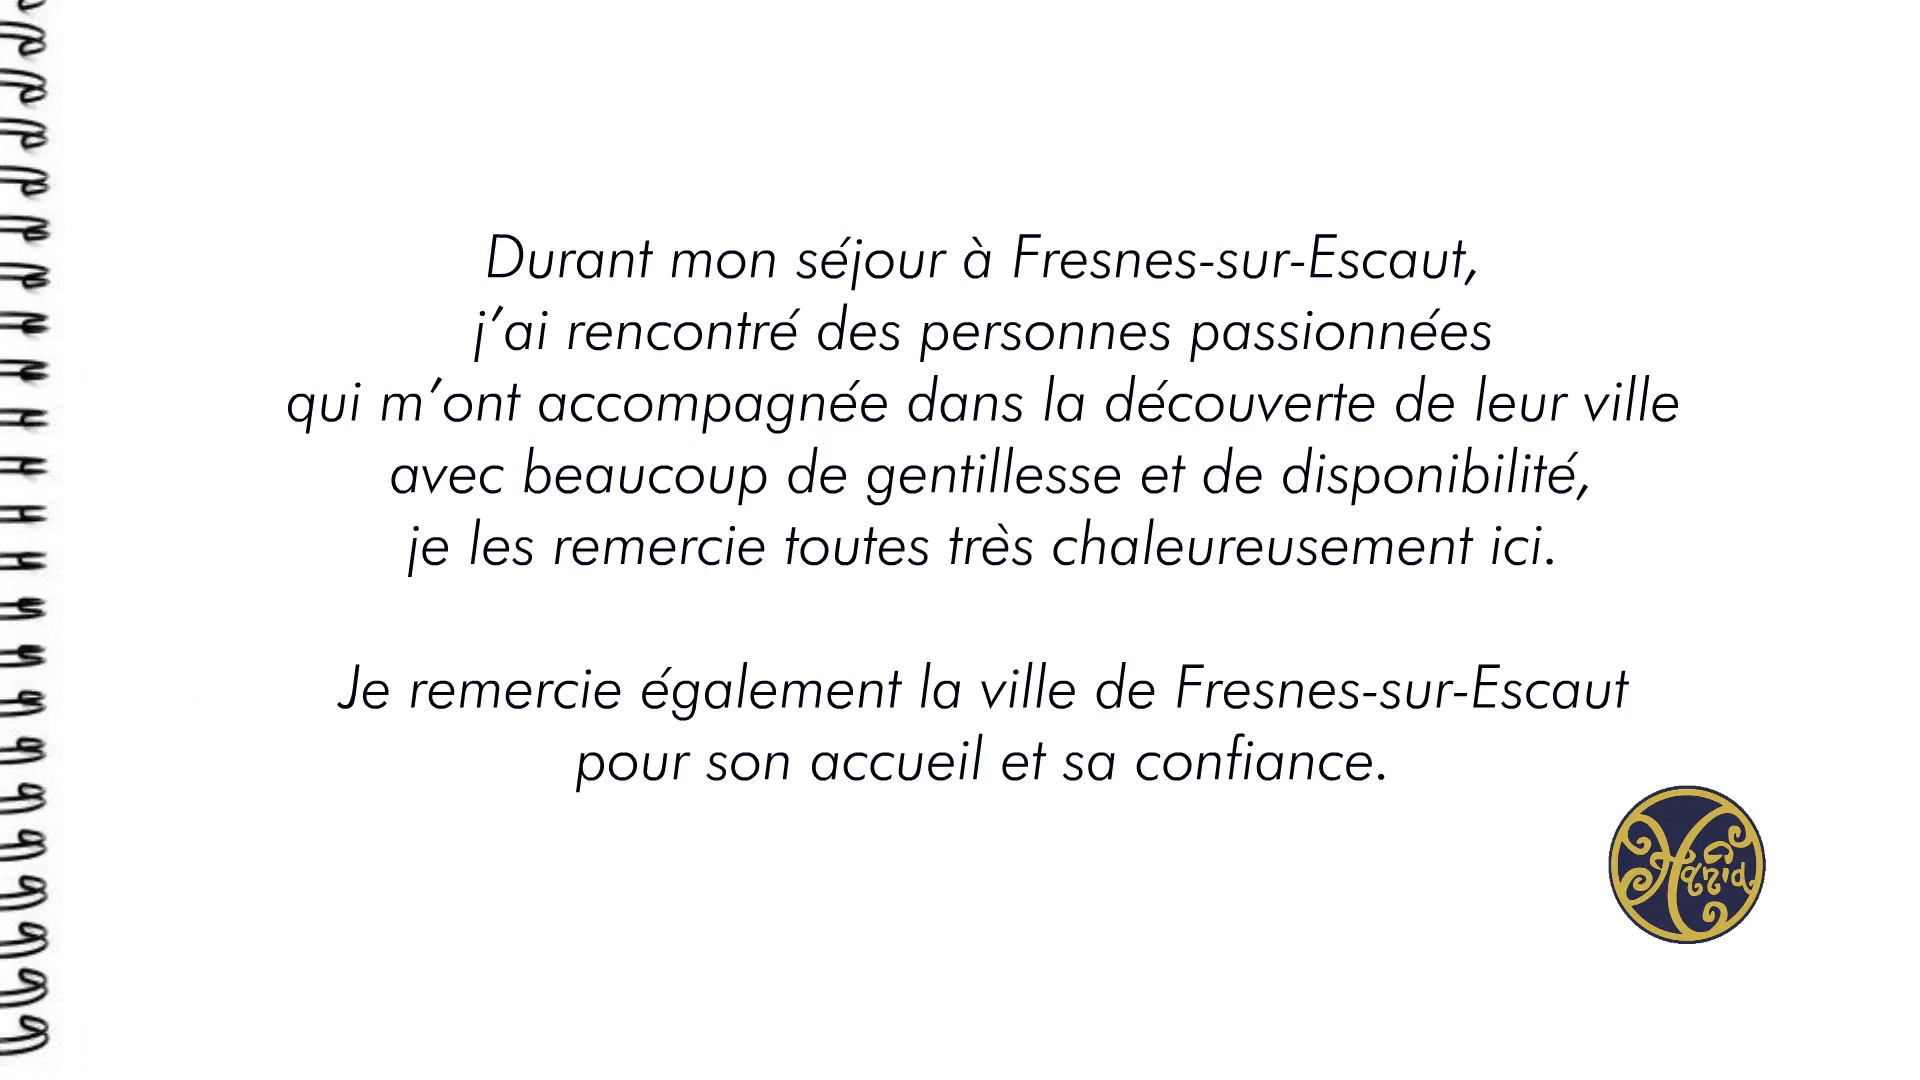 Durant mon séjour à Fresnes-sur-Escaut,
j’ai rencontré des personnes passionnées
qui m’ont accompagnée dans la découverte de leur ville
avec beaucoup de gentillesse et de disponibilité,
je les remercie toutes très chaleureusement ici.
Je remercie également la ville de Fresnes-sur-Escaut
pour son accueil et sa confiance.